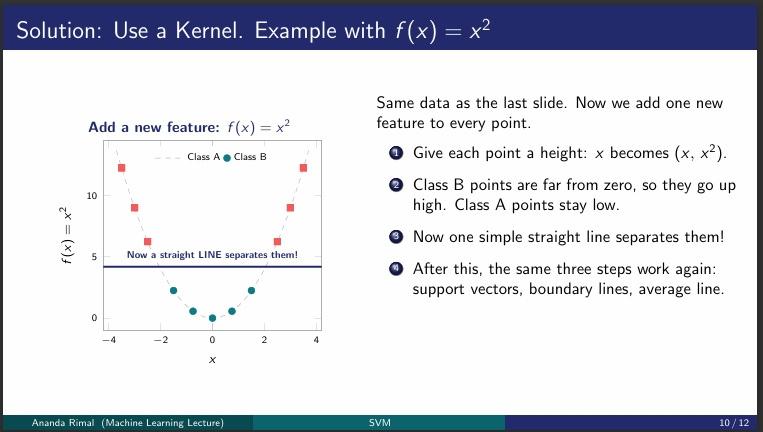 Solution: Use a Kernel. Example with f(x) = x²
Same data as the last slide. Now we add one new
feature to every point.
1 Give each point a height: x becomes (x, x²).
2 Class B points are far from zero, so they go up
high. Class A points stay low.
3 Now one simple straight line separates them!
4 After this, the same three steps work again:
support vectors, boundary lines, average line.
Add a new feature: f(x) = x²
Class A Class B
10
5
0
f(x) = x²
Now a straight LINE separates them!
−4 −2 0 2 4
x
Ananda Rimal (Machine Learning Lecture) SVM 10 / 12